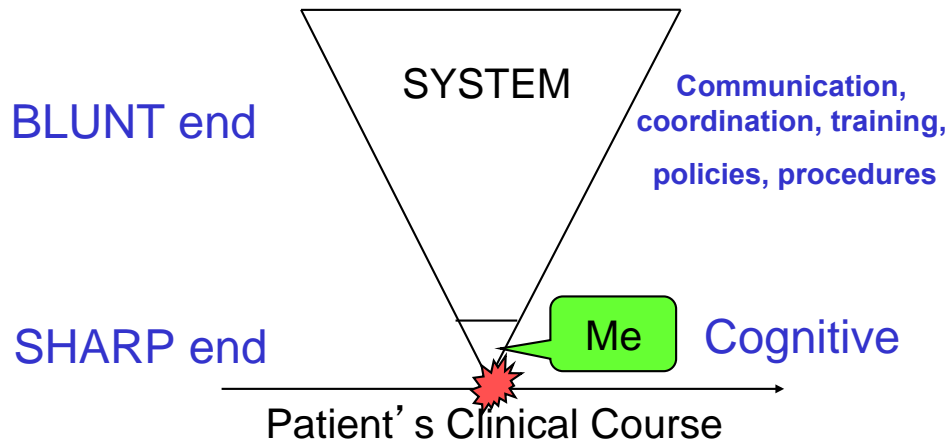 SYSTEM
BLUNT end
Communication,
coordination, training,
policies, procedures
SHARP end
Me
Cognitive
Patient’s Clinical Course